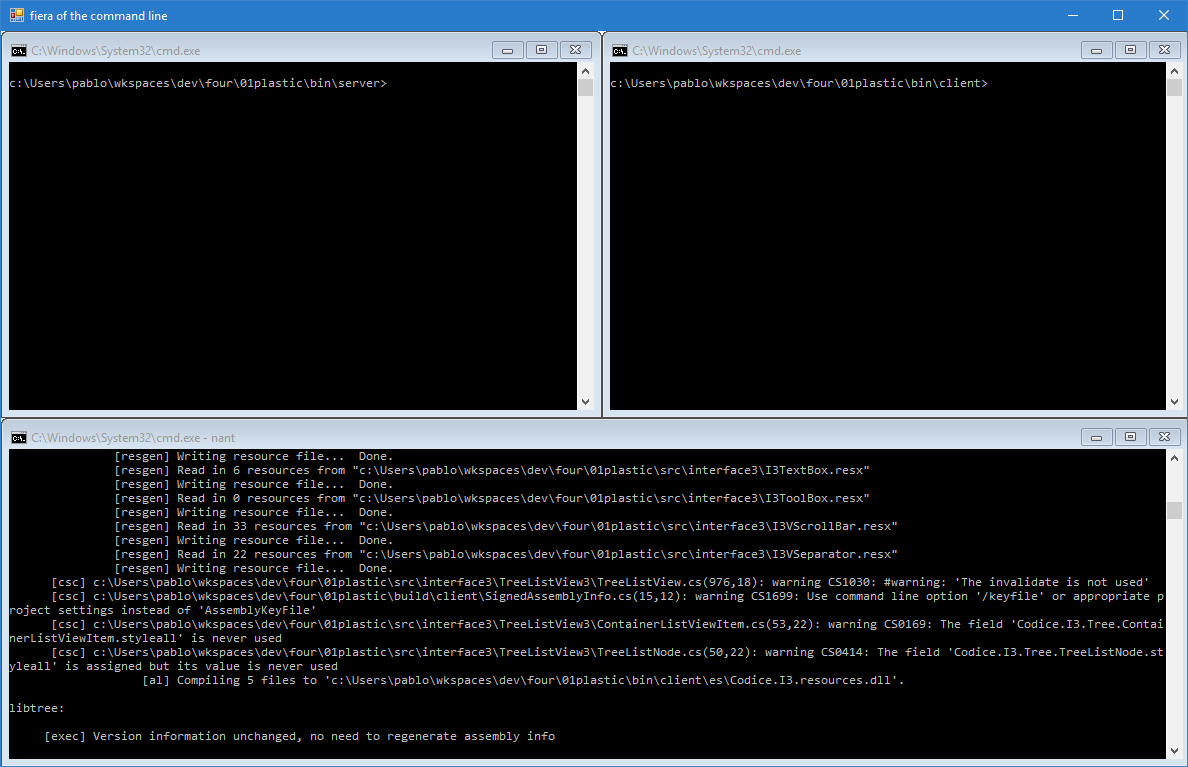 fiera of the command line
C:\Windows\System32\cmd.exe
c:\Users\pablo\wkspaces\dev\four\01plastic\bin\server>
C:\Windows\System32\cmd.exe
c:\Users\pablo\wkspaces\dev\four\01plastic\bin\client>
C:\Windows\System32\cmd.exe - nant
[resgen] Writing resource file...  Done.
[resgen] Read in 6 resources from "c:\Users\pablo\wkspaces\dev\four\01plastic\src\interface3\I3TextBox.resx"
[resgen] Writing resource file...  Done.
[resgen] Read in 0 resources from "c:\Users\pablo\wkspaces\dev\four\01plastic\src\interface3\I3ToolBox.resx"
[resgen] Writing resource file...  Done.
[resgen] Read in 33 resources from "c:\Users\pablo\wkspaces\dev\four\01plastic\src\interface3\I3VScrollBar.resx"
[resgen] Writing resource file...  Done.
[resgen] Read in 22 resources from "c:\Users\pablo\wkspaces\dev\four\01plastic\src\interface3\I3VSeparator.resx"
[resgen] Writing resource file...  Done.
[csc] c:\Users\pablo\wkspaces\dev\four\01plastic\src\interface3\TreeListView3\TreeListView.cs(976,18): warning CS1030: #warning: 'The invalidate is not used'
[csc] c:\Users\pablo\wkspaces\dev\four\01plastic\build\client\SignedAssemblyInfo.cs(15,12): warning CS1699: Use command line option '/keyfile' or appropriate p
roject settings instead of 'AssemblyKeyFile'
[csc] c:\Users\pablo\wkspaces\dev\four\01plastic\src\interface3\TreeListView3\ContainerListViewItem.cs(53,22): warning CS0169: The field 'Codice.I3.Tree.Contai
nerListViewItem.styleall' is never used
[csc] c:\Users\pablo\wkspaces\dev\four\01plastic\src\interface3\TreeListView3\TreeListNode.cs(50,22): warning CS0414: The field 'Codice.I3.Tree.TreeListNode.st
yleall' is assigned but its value is never used
[al] Compiling 5 files to 'c:\Users\pablo\wkspaces\dev\four\01plastic\bin\client\es\Codice.I3.resources.dll'.
libtree:
[exec] Version information unchanged, no need to regenerate assembly info